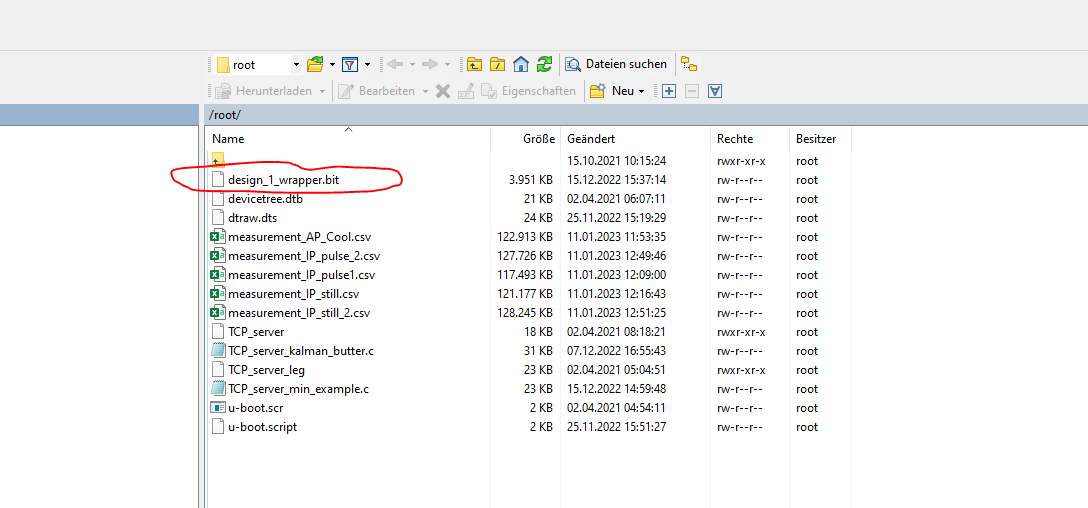 root Dateien suchen
Herunterladen Bearbeiten Eigenschaften Neu
/root/
Name Größe Geändert Rechte Besitzer
.. 15.10.2021 10:15:24 rwxr-xr-x root
design_1_wrapper.bit 3.951 KB 15.12.2022 15:37:14 rw-r--r-- root
devicetree.dtb 21 KB 02.04.2021 06:07:11 rw-r--r-- root
dtraw.dts 24 KB 25.11.2022 15:19:29 rw-r--r-- root
measurement_AP_Cool.csv 122.913 KB 11.01.2023 11:53:35 rw-r--r-- root
measurement_IP_pulse_2.csv 127.726 KB 11.01.2023 12:49:46 rw-r--r-- root
measurement_IP_pulse1.csv 117.493 KB 11.01.2023 12:09:00 rw-r--r-- root
measurement_IP_still.csv 121.177 KB 11.01.2023 12:16:43 rw-r--r-- root
measurement_IP_still_2.csv 128.245 KB 11.01.2023 12:51:25 rw-r--r-- root
TCP_server 18 KB 02.04.2021 08:18:21 rwxr-xr-x root
TCP_server_kalman_butter.c 31 KB 07.12.2022 16:55:43 rw-r--r-- root
TCP_server_leg 23 KB 02.04.2021 05:04:51 rwxr-xr-x root
TCP_server_min_example.c 23 KB 15.12.2022 14:59:48 rw-r--r-- root
u-boot.scr 2 KB 02.04.2021 04:54:11 rw-r--r-- root
u-boot.script 2 KB 25.11.2022 15:51:27 rw-r--r-- root